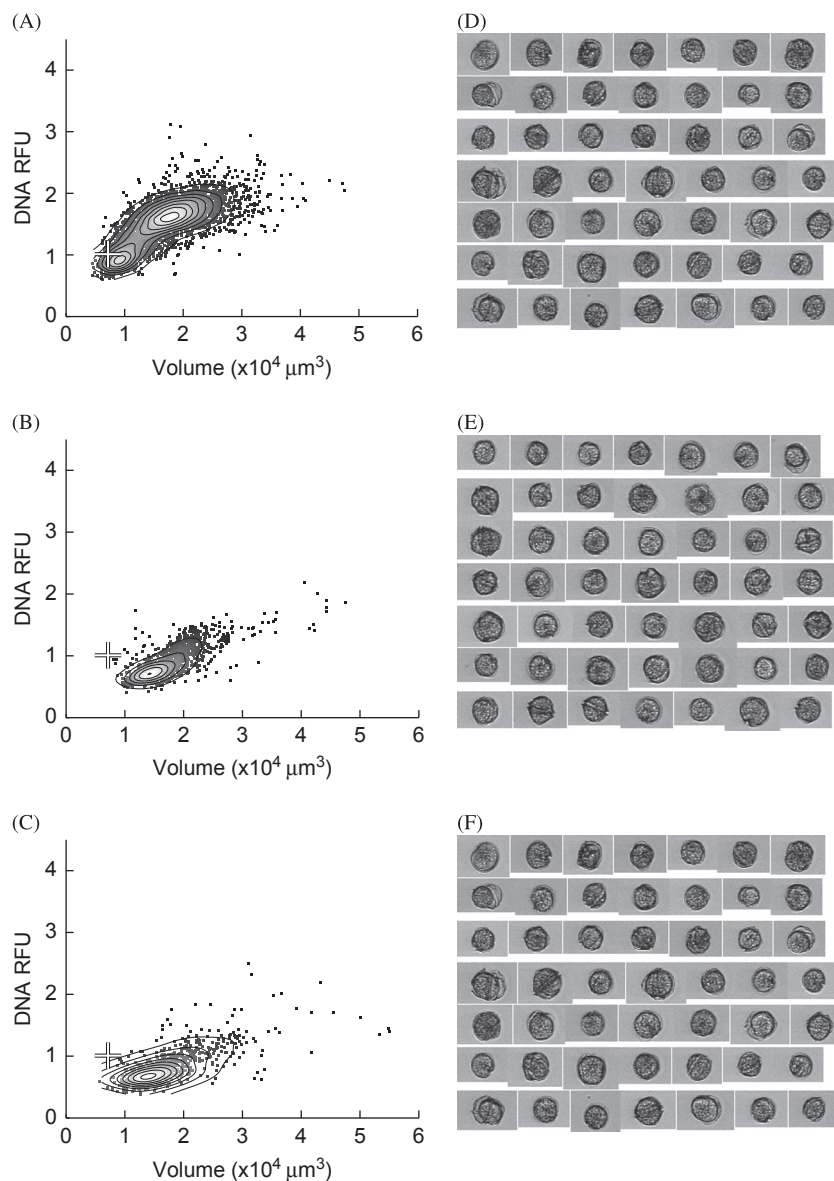 (A)
4
3
2
1
0
DNA RFU
0 1 2 3 4 5 6
Volume (x10⁴ μm³)
(D)
(B)
4
3
2
1
0
DNA RFU
0 1 2 3 4 5 6
Volume (x10⁴ μm³)
(E)
(C)
4
3
2
1
0
DNA RFU
0 1 2 3 4 5 6
Volume (x10⁴ μm³)
(F)